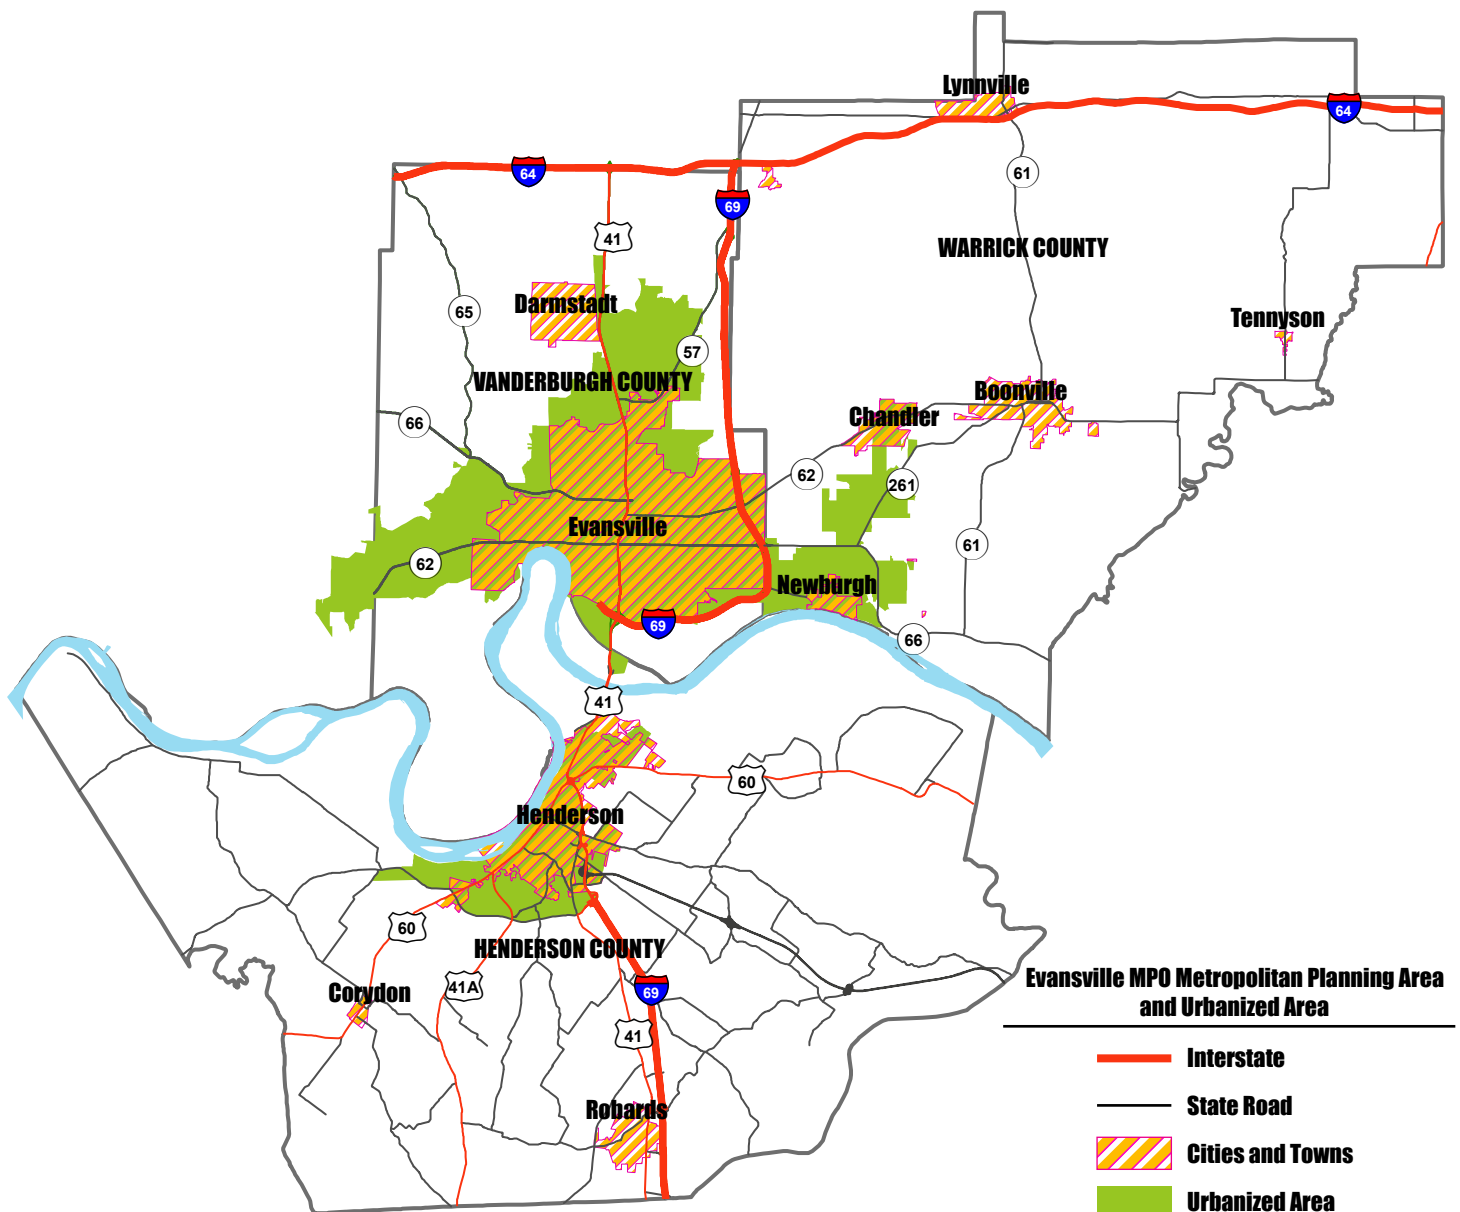 Lynnville
64
64
61
69
41
WARRICK COUNTY
Darmstadt
65
Tennyson
57
VANDERBURGH COUNTY
Boonville
Chandler
66
62
261
Evansville
61
62
Newburgh
69
66
41
60
Henderson
60
HENDERSON COUNTY
41A
Corydon
69
41
Robards
Evansville MPO Metropolitan Planning Area
and Urbanized Area
Interstate
State Road
Cities and Towns
Urbanized Area